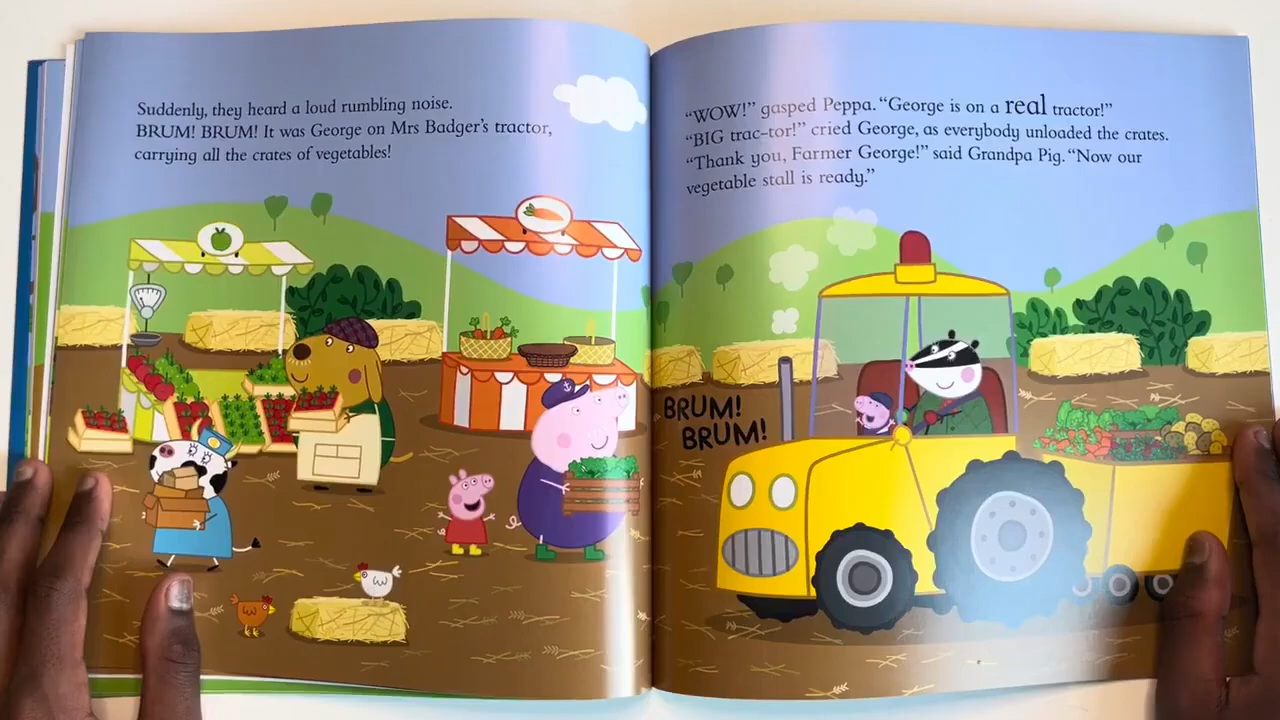 Suddenly, they heard a loud rumbling noise.
BRUM! BRUM! It was George on Mrs Badger's tractor,
carrying all the crates of vegetables!
“WOW!” gasped Peppa. “George is on a real tractor!”
“BIG trac-tor!” cried George, as everybody unloaded the crates.
“Thank you, Farmer George!” said Grandpa Pig. “Now our
vegetable stall is ready.”
BRUM!
BRUM!